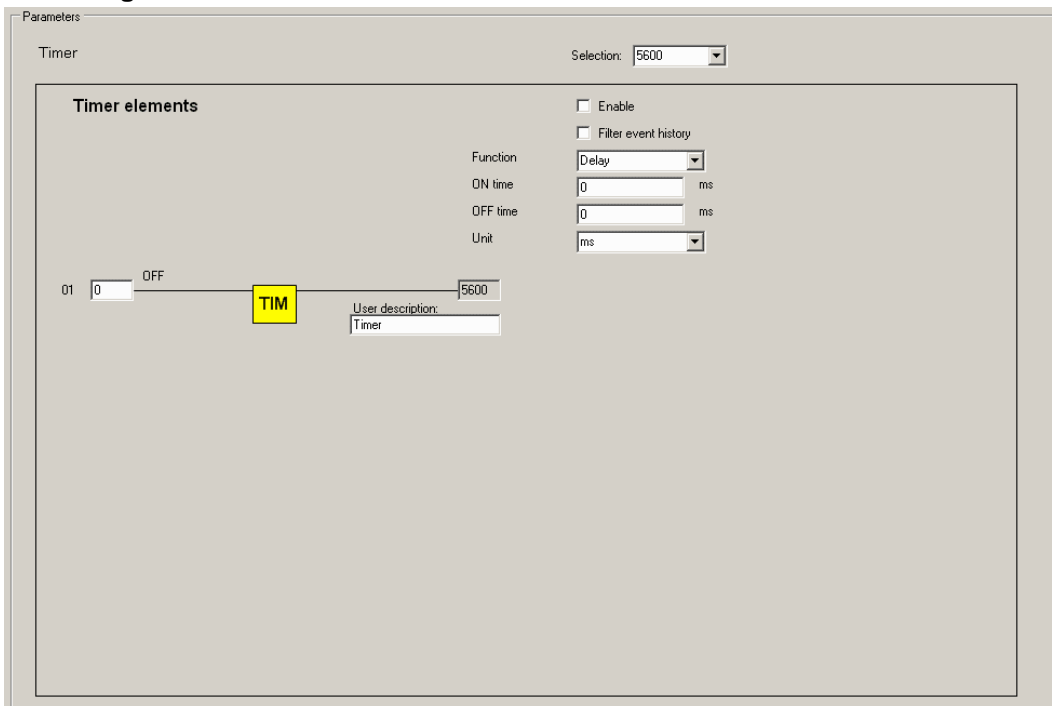 Parameters
Timer
Selection: 5600
Timer elements
Enable
Filter event history
Function Delay
ON time 0 ms
OFF time 0 ms
Unit ms
OFF
01 0 TIM 5600
User description:
Timer